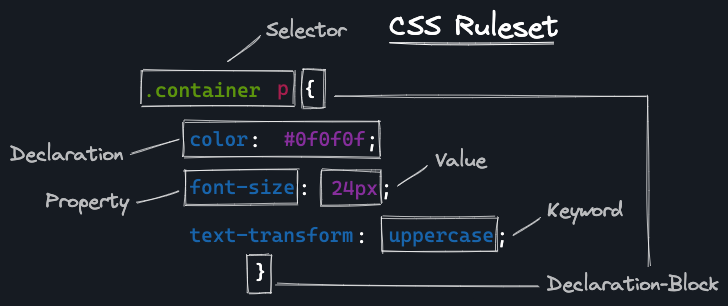 CSS Ruleset
Selector
.container p {
Declaration
color: #0f0f0f;
Value
Property
font-size: 24px;
Keyword
text-transform: uppercase;
}
Declaration-Block